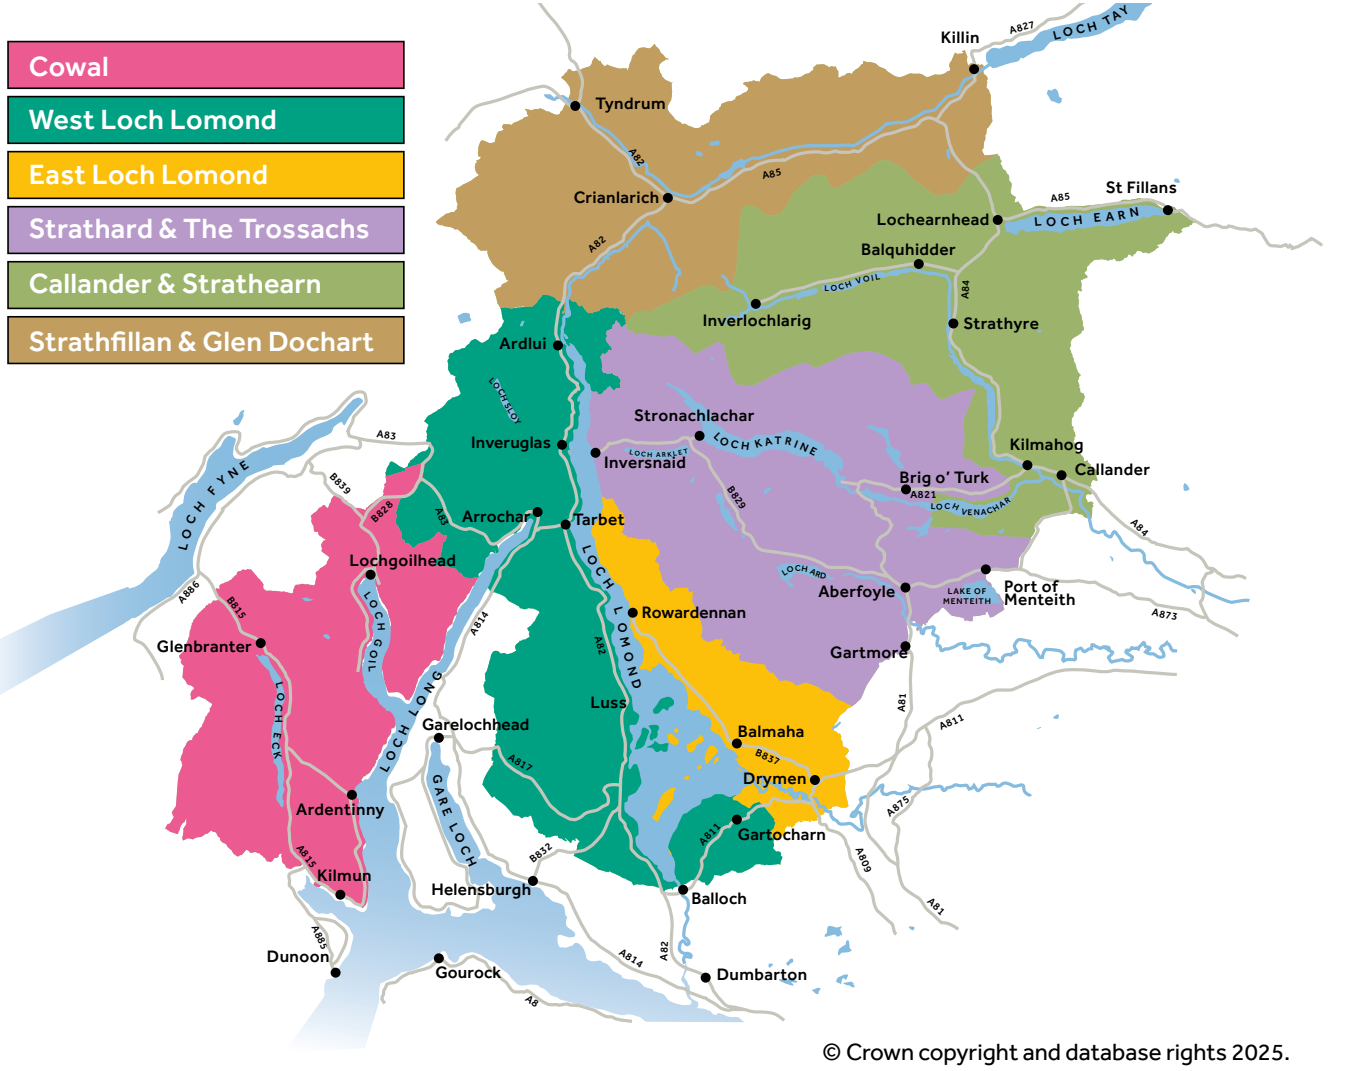 Cowal
West Loch Lomond
East Loch Lomond
Strathard & The Trossachs
Callander & Strathearn
Strathfillan & Glen Dochart
LOCH TAY
A827
Killin
Tyndrum
A82
A85
Crianlarich
A82
St Fillans
A85
Lochearnhead
LOCH EARN
Balquhidder
LOCH VOIL
A84
Inverlochlarig
Strathyre
Ardlui
LOCH SLOY
Stronachlachar
LOCH KATRINE
Inveruglas
LOCH ARKLET
Inversnaid
Kilmahog
Callander
Brig o’ Turk
A821
LOCH VENACHAR
A83
LOCH FYNE
B839
B828
A83
B829
Arrochar
Tarbet
A84
LOCH LOMOND
Lochgoilhead
LOCH ARD
Aberfoyle
LAKE OF
MENTEITH
Port of
Menteith
A873
A886
B815
LOCH GOIL
A814
Rowardennan
A82
Glenbranter
Gartmore
LOCH ECK
LOCH LONG
Luss
A81
A811
Garelochhead
Balmaha
B837
A817
Drymen
GARE LOCH
Ardentinny
A875
Gartocharn
A811
A815
B832
A809
Kilmun
Helensburgh
Balloch
A81
A885
Dunoon
A82
A814
Gourock
Dumbarton
A8
© Crown copyright and database rights 2025.